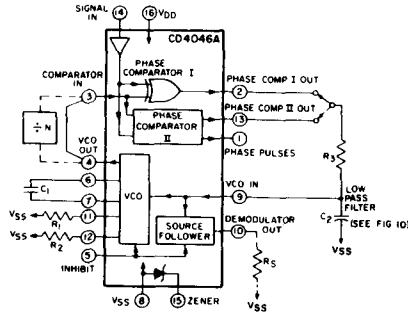 SIGNAL IN
14
16 VDD
CD4046A
PHASE COMPARATOR I
COMPARATOR IN
3
PHASE COMP I OUT
2
÷ N
PHASE COMPARATOR II
PHASE COMP II OUT
13
1
PHASE PULSES
VCO OUT
4
R3
6
C1
7
VCO
VCO IN
9
LOW PASS FILTER
VSS
R1
11
SOURCE FOLLOWER
DEMODULATOR OUT
10
C2
(SEE FIG 10)
VSS
R2
12
VSS
5
INHIBIT
RS
VSS
8
15 ZENER
VSS